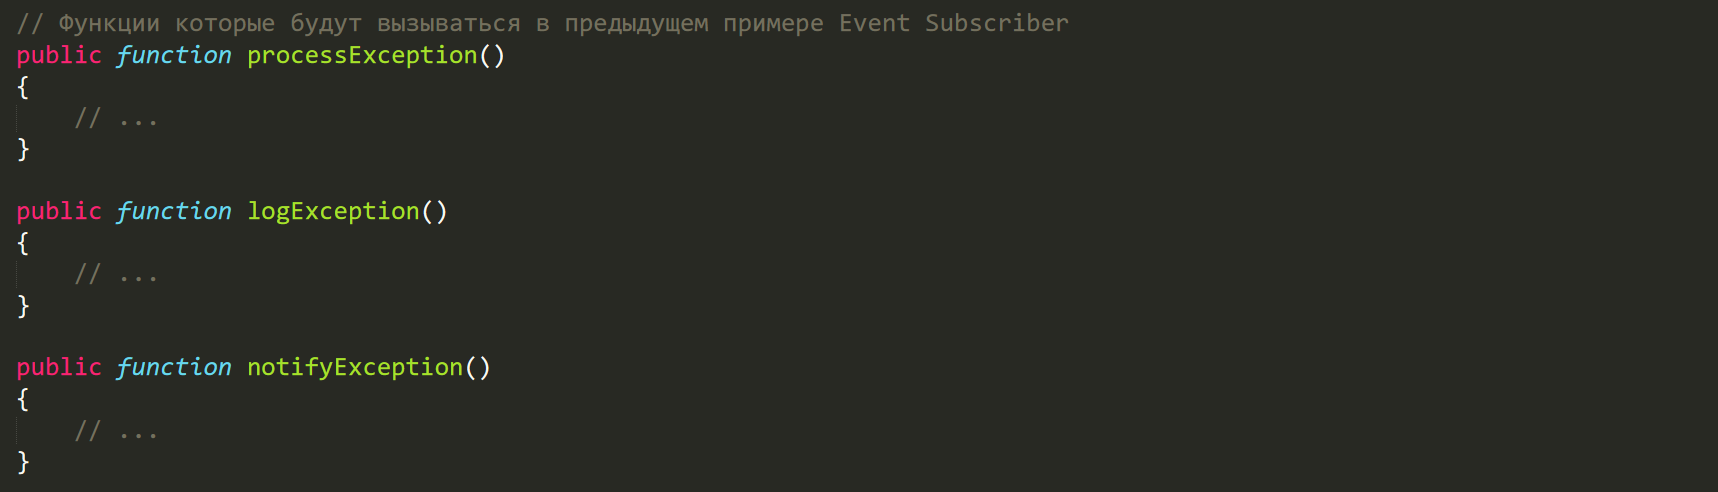 // Функции которые будут вызываться в предыдущем примере Event Subscriber
public function processException()
{
    // ...
}
public function logException()
{
    // ...
}
public function notifyException()
{
    // ...
}